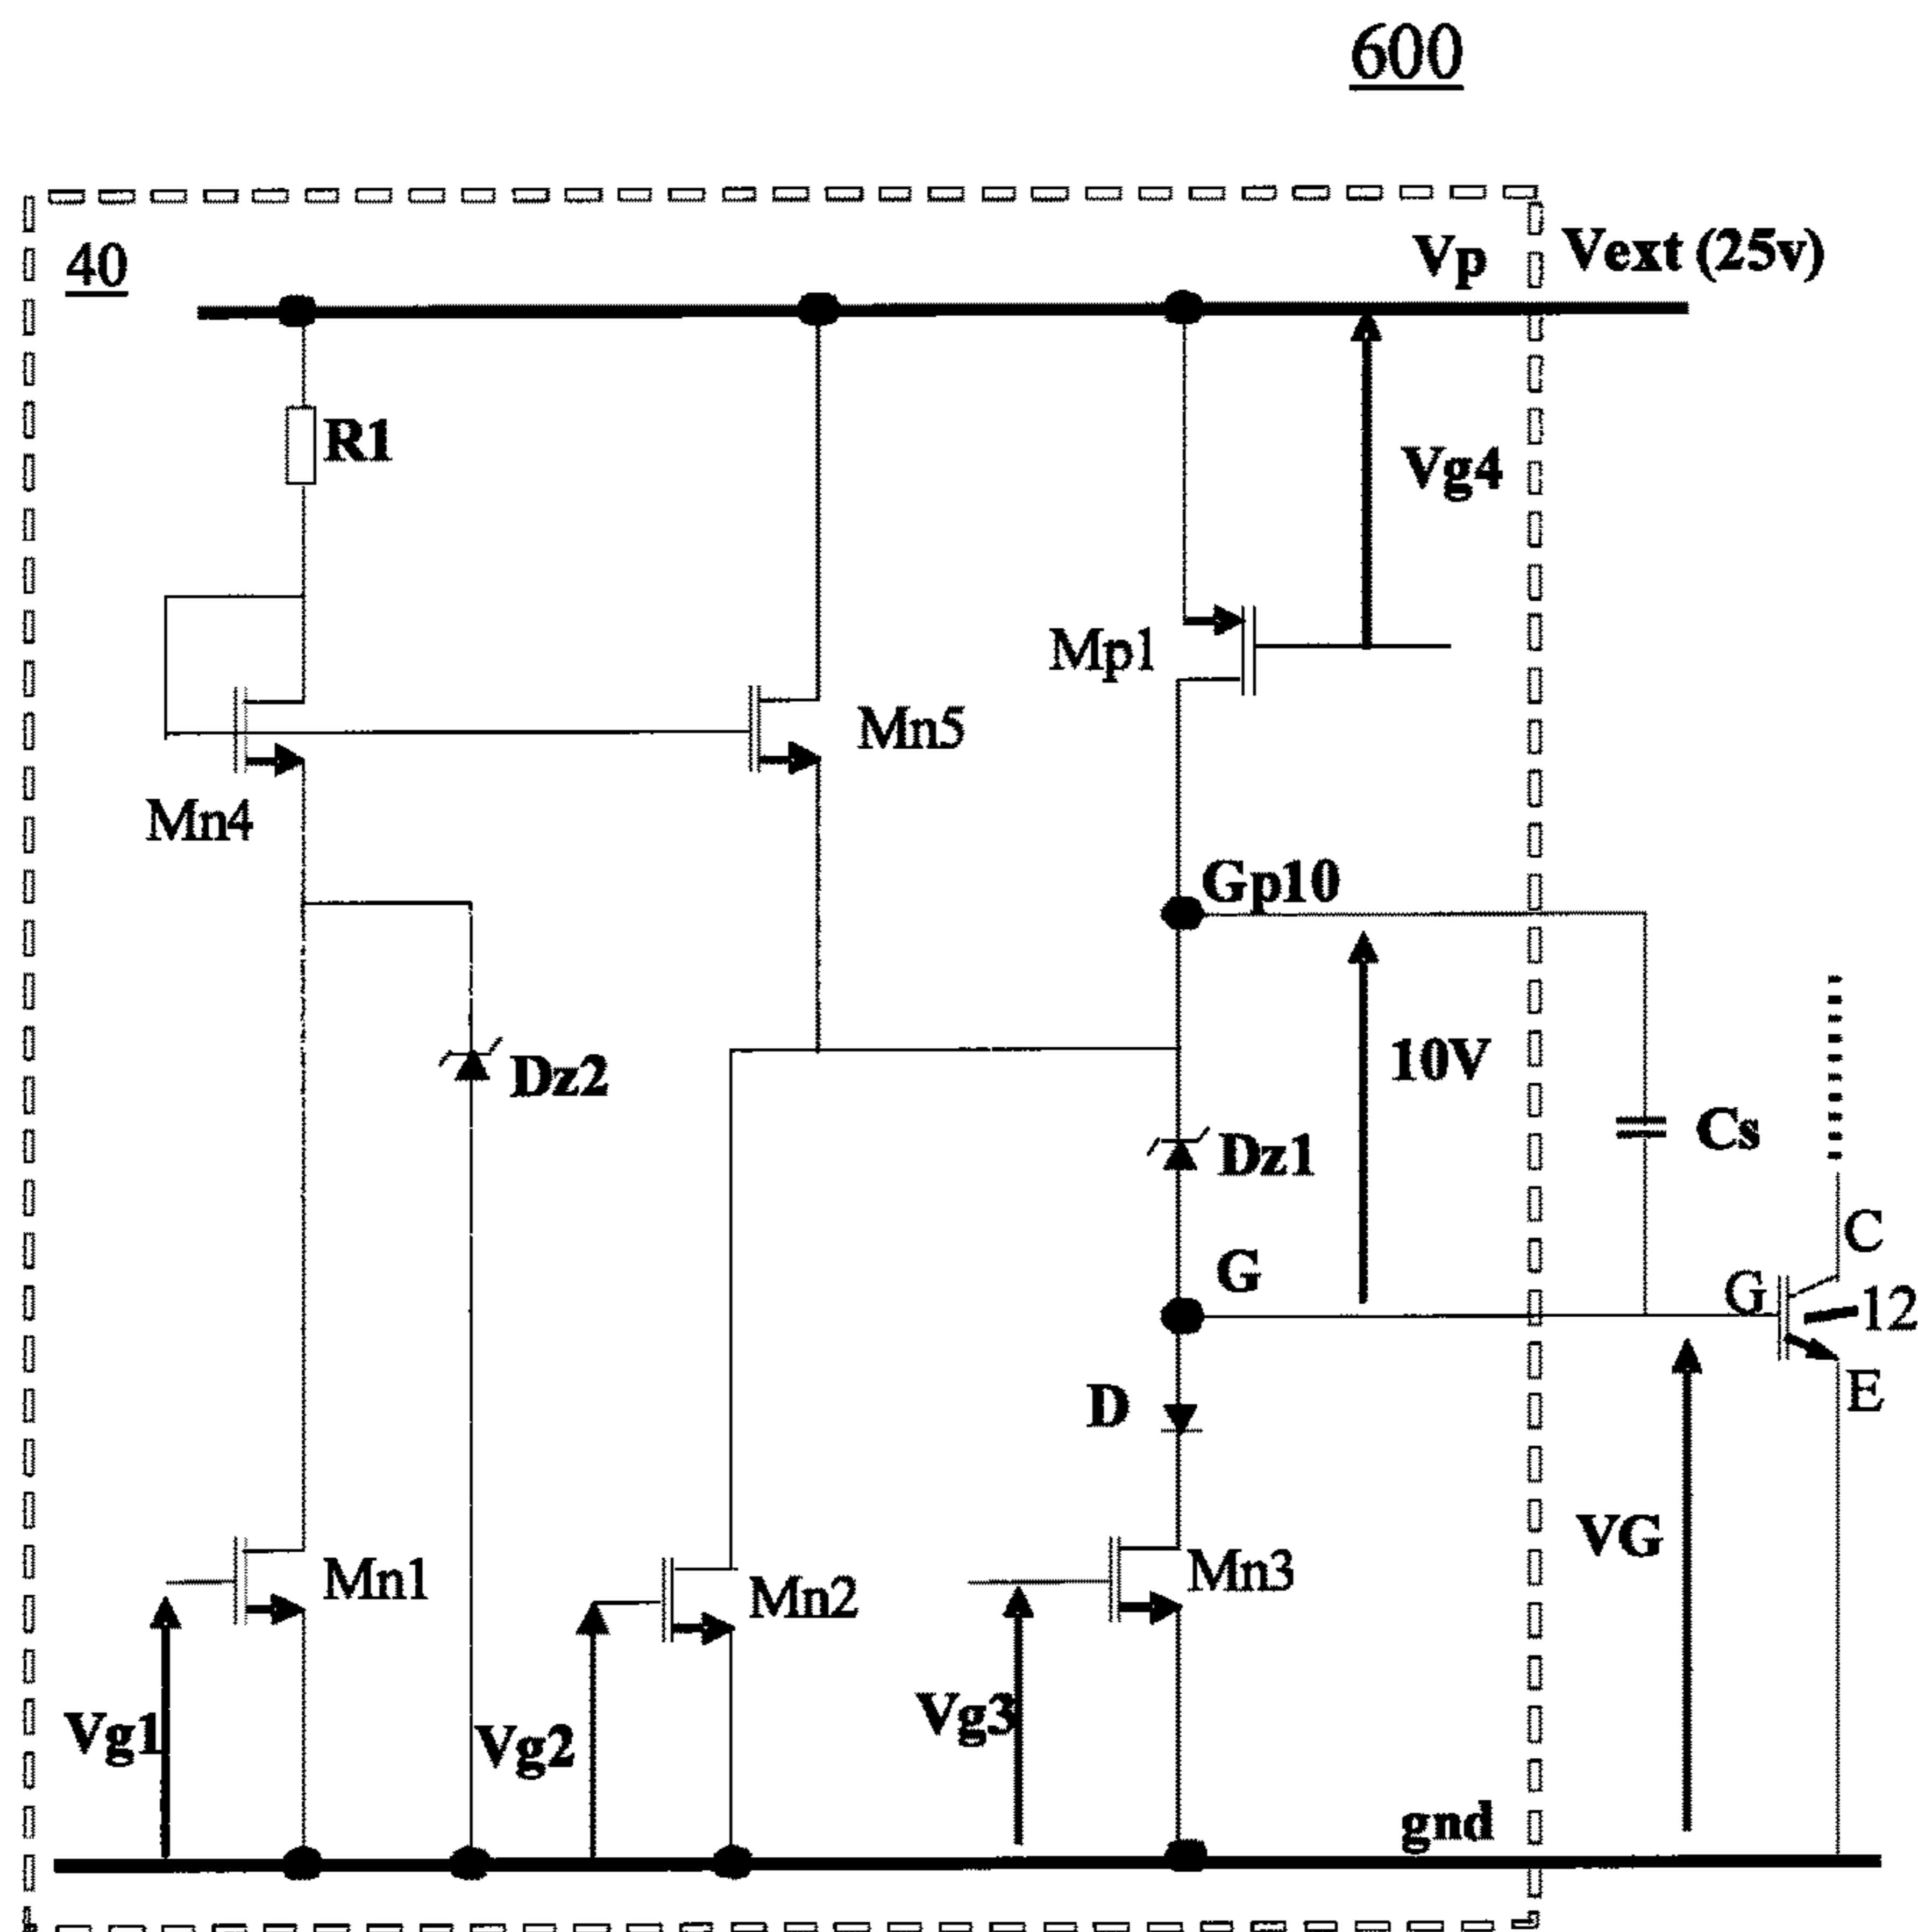 600
40
Vp
Vext (25v)
R1
Vg4
Mp1
Mn5
Mn4
Gp10
10V
Dz2
Dz1
Cs
C
G
G
12
D
E
VG
Mn1
Mn2
Mn3
Vg1
Vg2
Vg3
gnd